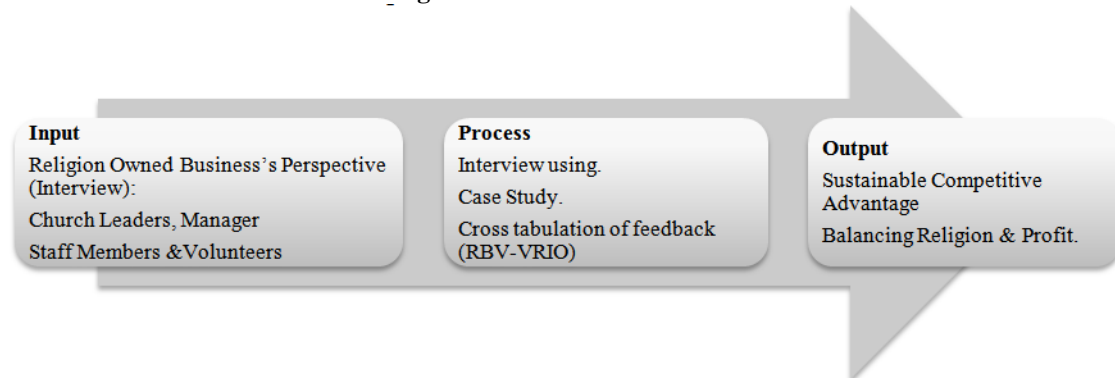 Input
Religion Owned Business's Perspective
(Interview):
Church Leaders, Manager
Staff Members &Volunteers
Process
Interview using.
Case Study.
Cross tabulation of feedback
(RBV-VRIO)
Output
Sustainable Competitive
Advantage
Balancing Religion & Profit.